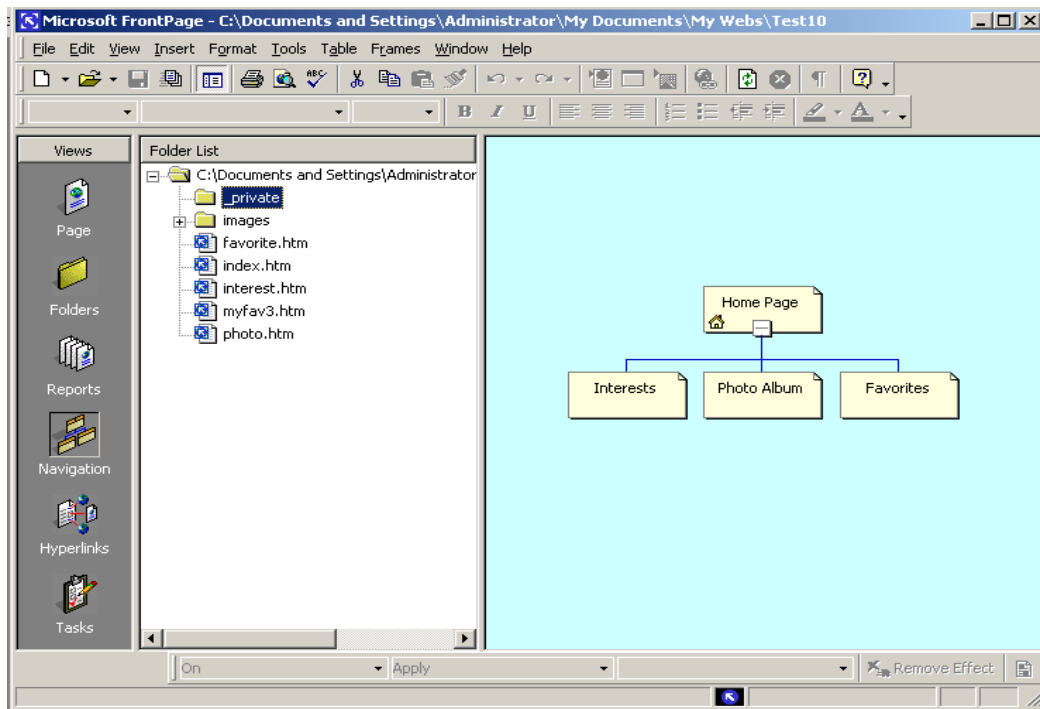 Microsoft FrontPage - C:\Documents and Settings\Administrator\My Documents\My Webs\Test10
File Edit View Insert Format Tools Table Frames Window Help
ABC
B I U A
Views
Folder List
C:\Documents and Settings\Administrator
_private
images
favorite.htm
index.htm
interest.htm
myfav3.htm
photo.htm
Page
Folders
Reports
Navigation
Hyperlinks
Tasks
Home Page
Interests Photo Album Favorites
On Apply Remove Effect